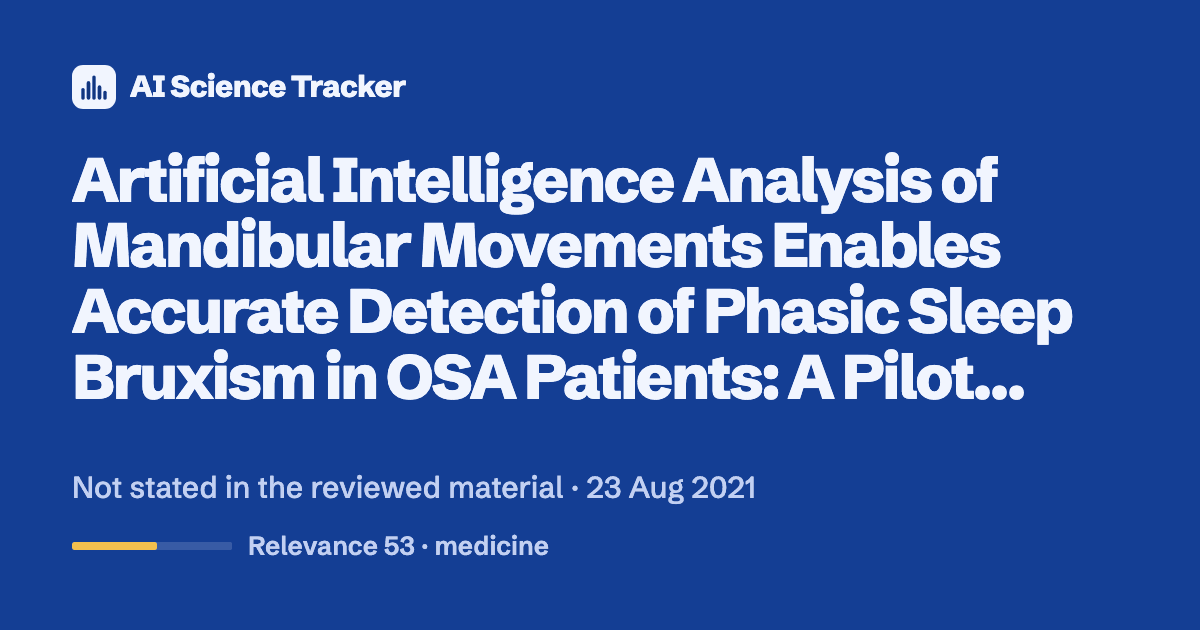 AI Science Tracker
Artificial Intelligence Analysis of
Mandibular Movements Enables
Accurate Detection of Phasic Sleep
Bruxism in OSA Patients: A Pilot...
Not stated in the reviewed material · 23 Aug 2021
Relevance 53 · medicine